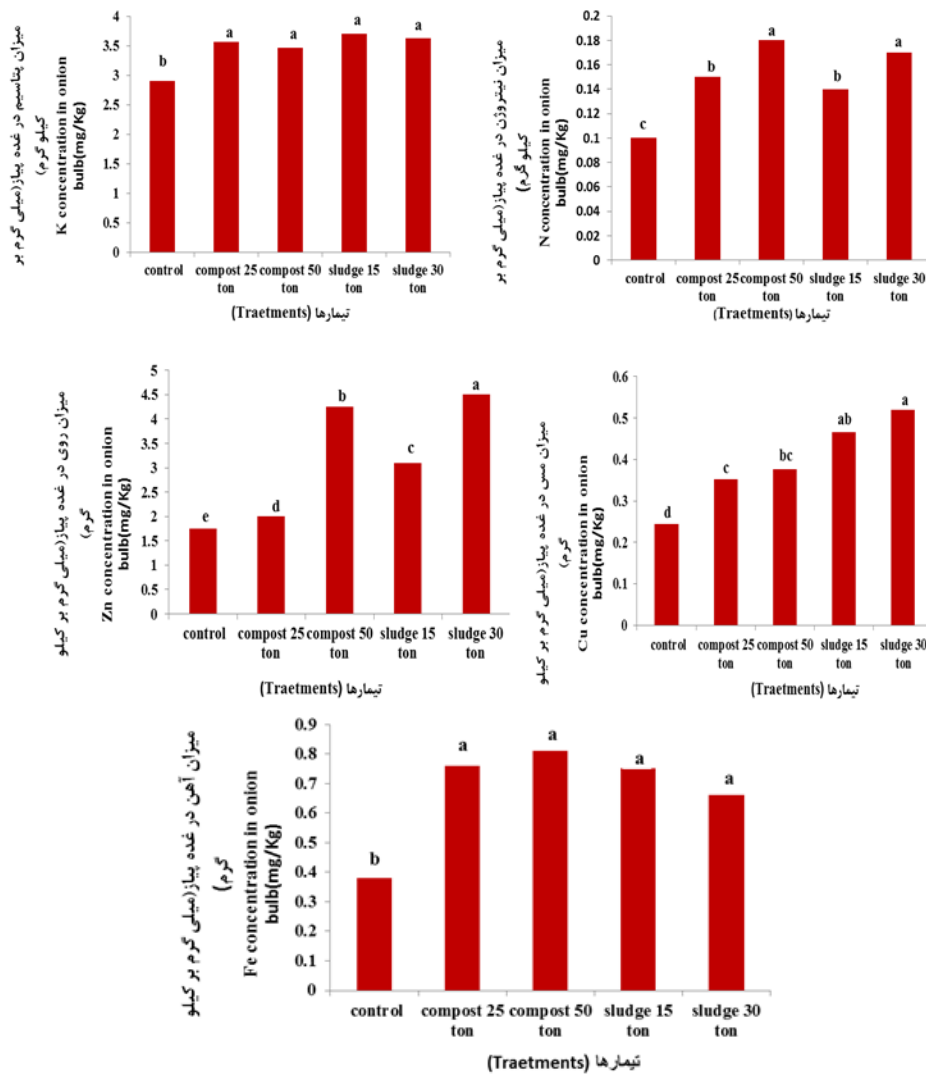 میزان پتاسیم در غده پیاز(میلی گرم بر
کیلو گرم)
K concentration in onion
bulb(mg/Kg)
4
3.5
3
2.5
2
1.5
1
0.5
0
b
a
a
a
a
control
compost 25 ton
compost 50 ton
sludge 15 ton
sludge 30 ton
تیمارها (Traetments)
میزان نیتروژن در غده پیاز(میلی گرم بر
کیلو گرم)
N concentration in onion
bulb(mg/Kg)
0.2
0.18
0.16
0.14
0.12
0.1
0.08
0.06
0.04
0.02
0
c
b
a
b
a
control
compost 25 ton
compost 50 ton
sludge 15 ton
sludge 30 ton
تیمارها (Traetments)
میزان روی در غده پیاز(میلی گرم بر کیلو
گرم)
Zn concentration in onion
bulb(mg/Kg)
5
4.5
4
3.5
3
2.5
2
1.5
1
0.5
0
e
d
b
c
a
control
compost 25 ton
compost 50 ton
sludge 15 ton
sludge 30 ton
تیمارها (Traetments)
میزان مس در غده پیاز(میلی گرم بر کیلو
گرم)
Cu concentration in onion
bulb(mg/Kg)
0.6
0.5
0.4
0.3
0.2
0.1
0
d
c
bc
ab
a
control
compost 25 ton
compost 50 ton
sludge 15 ton
sludge 30 ton
تیمارها (Traetments)
میزان آهن در غده پیاز(میلی گرم بر کیلو
گرم)
Fe concentration in onion
bulb(mg/Kg)
0.9
0.8
0.7
0.6
0.5
0.4
0.3
0.2
0.1
0
b
a
a
a
a
control
compost 25 ton
compost 50 ton
sludge 15 ton
sludge 30 ton
تیمارها (Traetments)